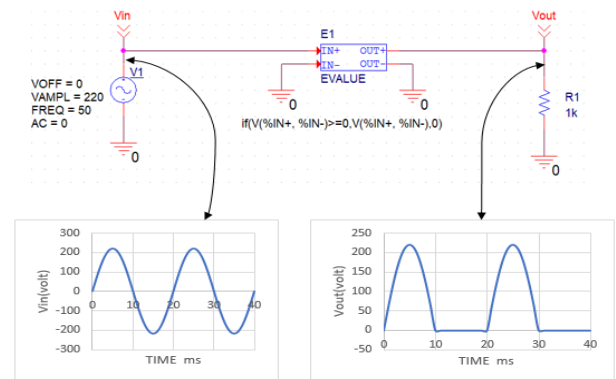 Vin
Vout
E1
IN+ OUT+
IN- OUT-
EVALUE
V1
VOFF = 0
VAMPL = 220
FREQ = 50
AC = 0
R1
1k
0
0
0
0
if(V(%IN+, %IN-)>=0,V(%IN+, %IN-),0)
300
200
100
0
-100
-200
-300
Vin(volt)
0 10 20 30 40
TIME ms
250
200
150
100
50
0
-50
Vout(volt)
0 10 20 30 40
TIME ms